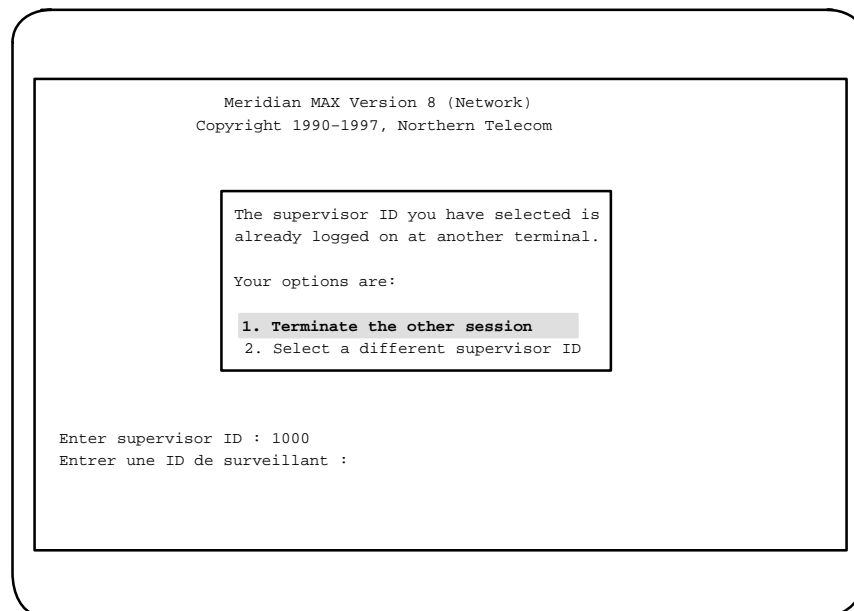 Meridian MAX Version 8 (Network)
Copyright 1990–1997, Northern Telecom
The supervisor ID you have selected is
already logged on at another terminal.
Your options are:
1. Terminate the other session
2. Select a different supervisor ID
Enter supervisor ID : 1000
Entrer une ID de surveillant :